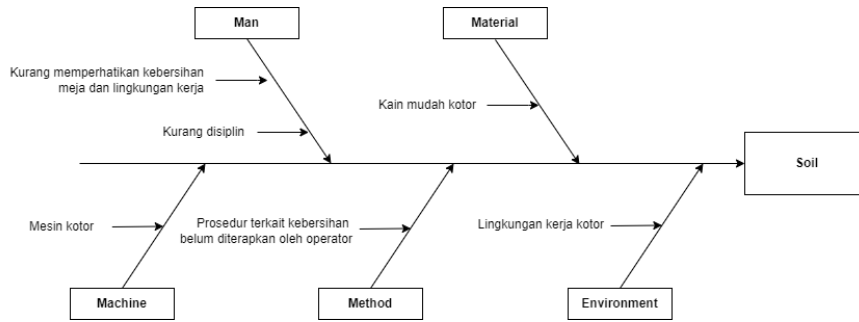 Man
Material
Kurang memperhatikan kebersihan
meja dan lingkungan kerja
Kain mudah kotor
Kurang disiplin
Soil
Mesin kotor
Prosedur terkait kebersihan
belum diterapkan oleh operator
Lingkungan kerja kotor
Machine
Method
Environment